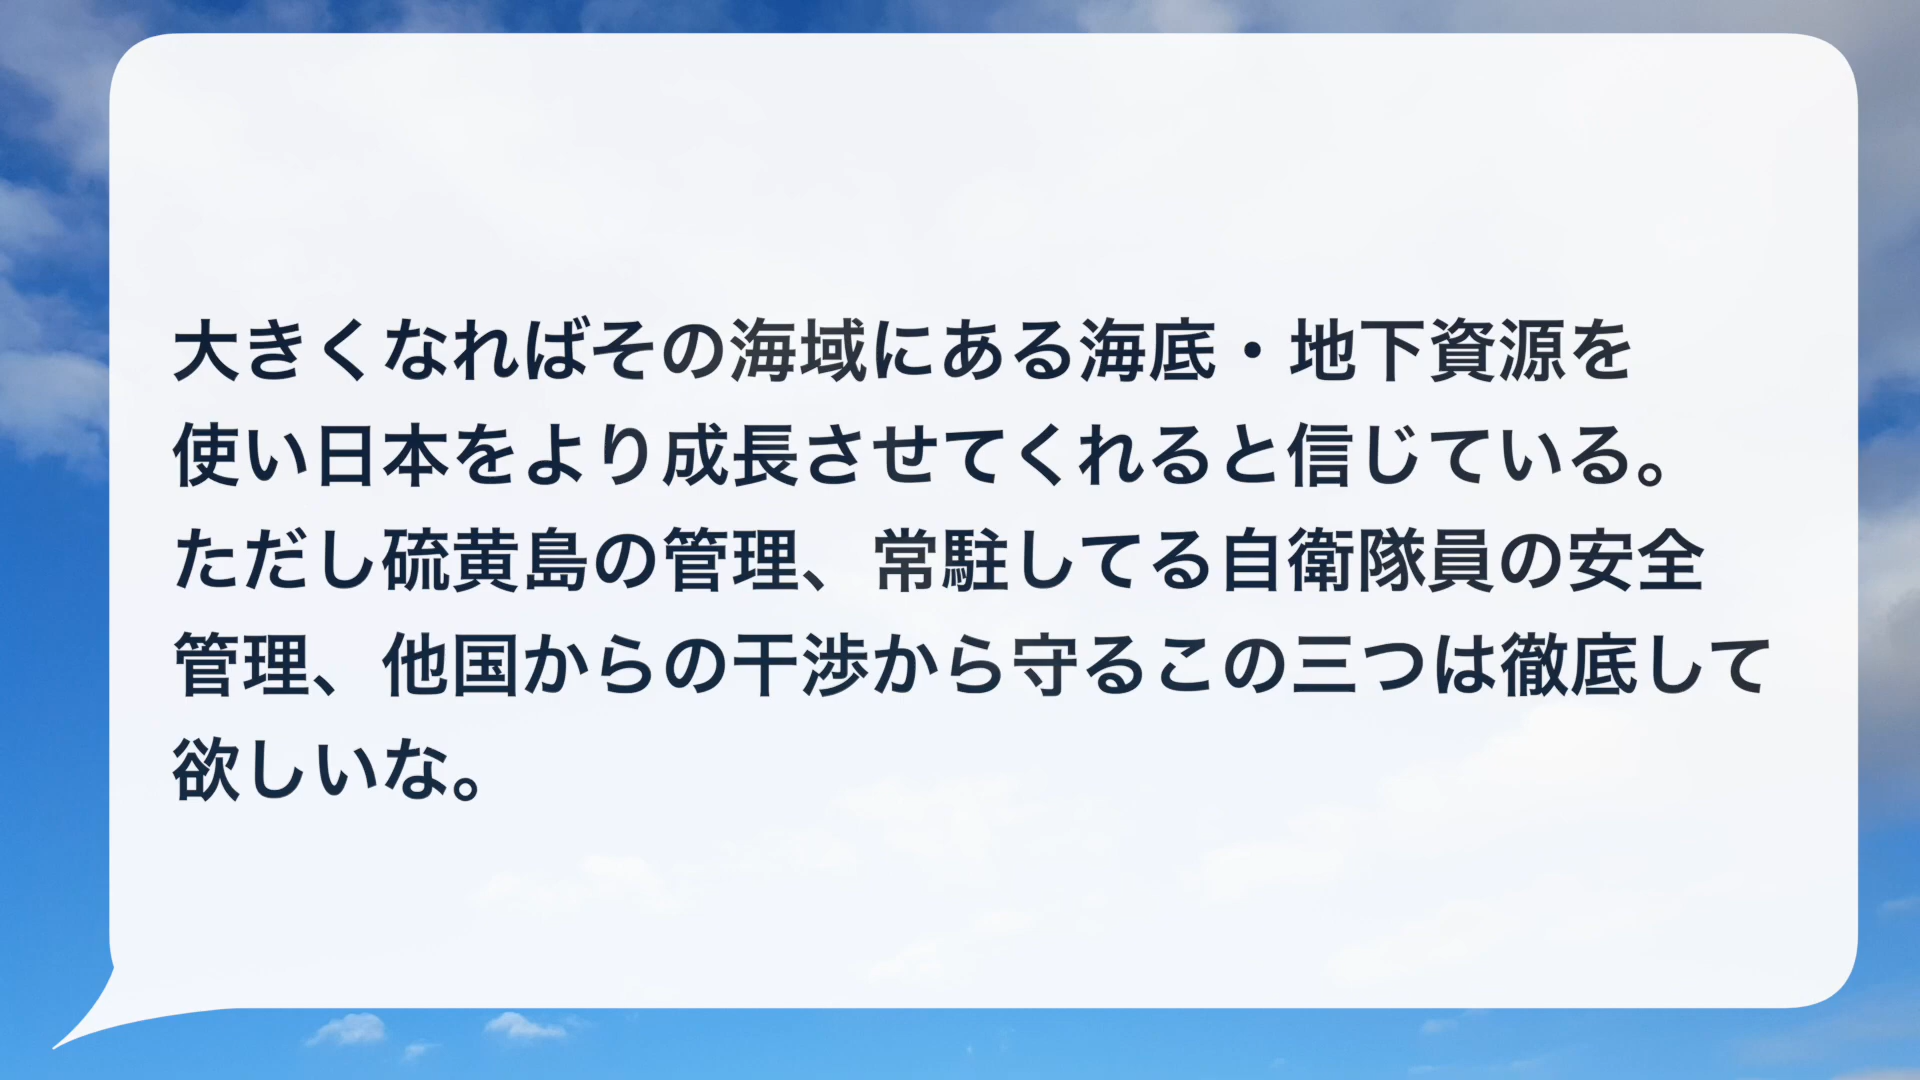 大きくなればその海域にある海底・地下資源を
使い日本をより成長させてくれると信じている。
ただし硫黄島の管理、常駐してる自衛隊員の安全
管理、他国からの干渉から守るこの三つは徹底して
欲しいな。